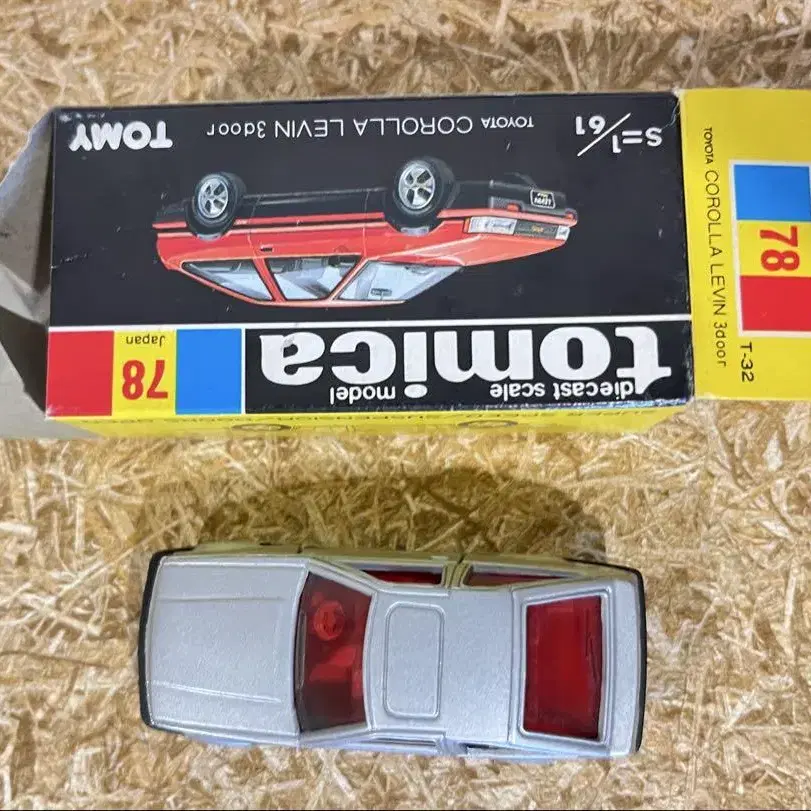 S=1/61
TOYOTA COROLLA LEVIN 3door
TOMY
diecast scale model
tomica
78
Japan
TOYOTA COROLLA LEVIN 3door
78
T-32